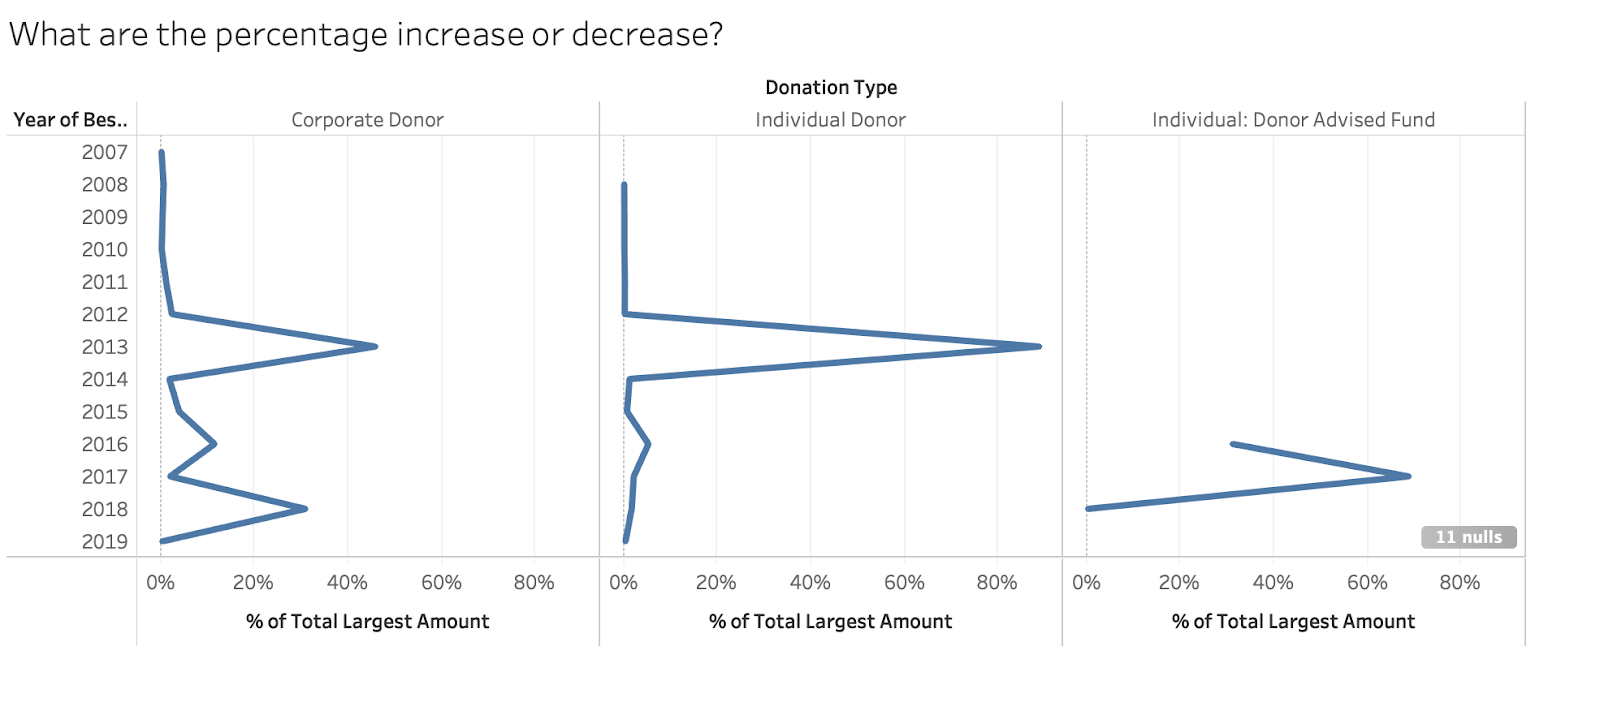 What are the percentage increase or decrease?
Donation Type
Year of Bes.. Corporate Donor Individual Donor Individual: Donor Advised Fund
2007
2008
2009
2010
2011
2012
2013
2014
2015
2016
2017
2018
11 nulls
2019
0% 20% 40% 60% 80% 0% 20% 40% 60% 80% 0% 20% 40% 60% 80%
% of Total Largest Amount % of Total Largest Amount % of Total Largest Amount